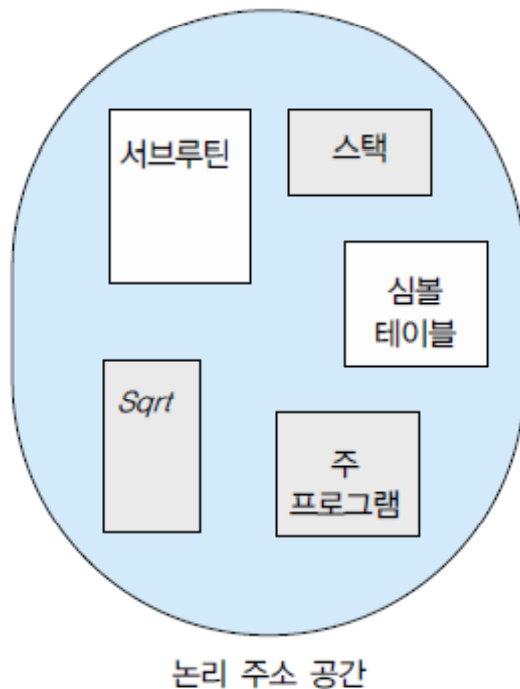 서브루틴
스택
심볼
테이블
Sqrt
주
프로그램
논리 주소 공간